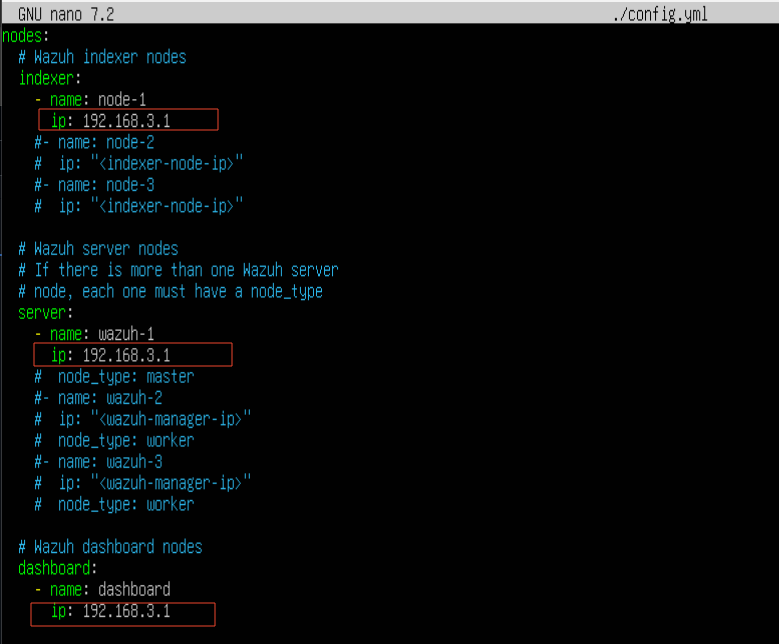 GNU nano 7.2 ./config.yml
nodes:
  # Wazuh indexer nodes
  indexer:
    - name: node-1
      ip: 192.168.3.1
    #- name: node-2
    #  ip: "<indexer-node-ip>"
    #- name: node-3
    #  ip: "<indexer-node-ip>"

  # Wazuh server nodes
  # If there is more than one Wazuh server
  # node, each one must have a node_type
  server:
    - name: wazuh-1
      ip: 192.168.3.1
    #  node_type: master
    #- name: wazuh-2
    #  ip: "<wazuh-manager-ip>"
    #  node_type: worker
    #- name: wazuh-3
    #  ip: "<wazuh-manager-ip>"
    #  node_type: worker

  # Wazuh dashboard nodes
  dashboard:
    - name: dashboard
      ip: 192.168.3.1